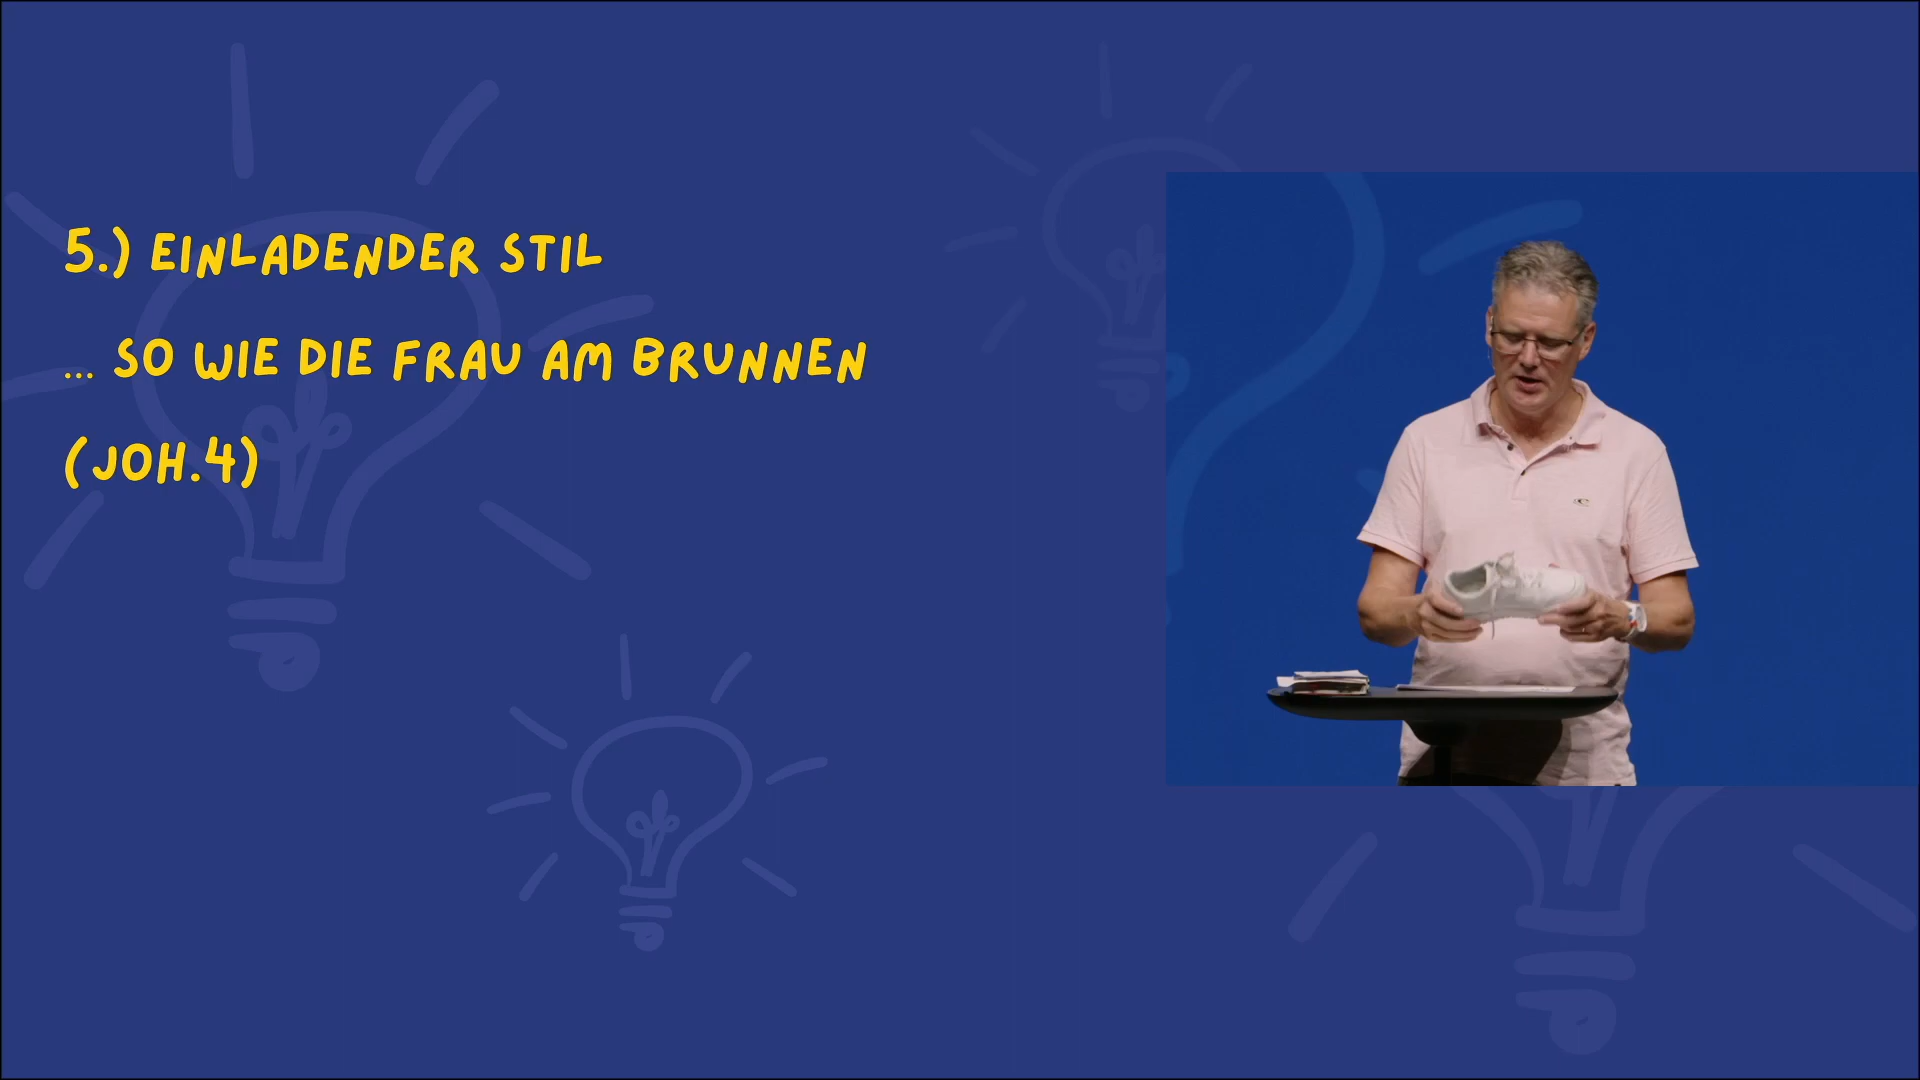 5.) EINLADENDER STIL
... SO WIE DIE FRAU AM BRUNNEN
(JOH.4)